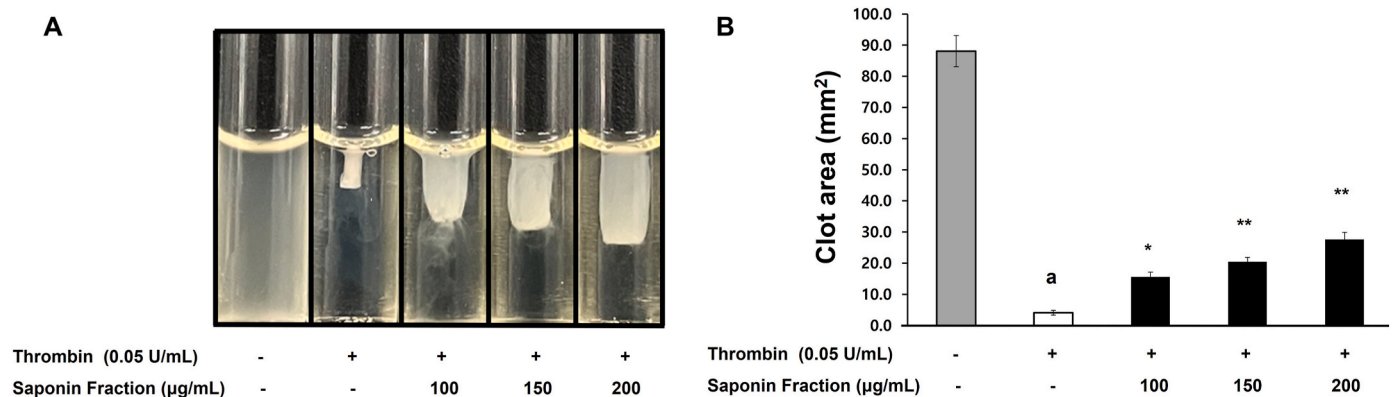 A
Thrombin (0.05 U/mL) - + + + +
Saponin Fraction (μg/mL) - - 100 150 200
B
Clot area (mm²)
100.0
90.0
80.0
70.0
60.0
50.0
40.0
30.0
20.0
10.0
0.0
a
*
**
**
Thrombin (0.05 U/mL) - + + + +
Saponin Fraction (μg/mL) - - 100 150 200